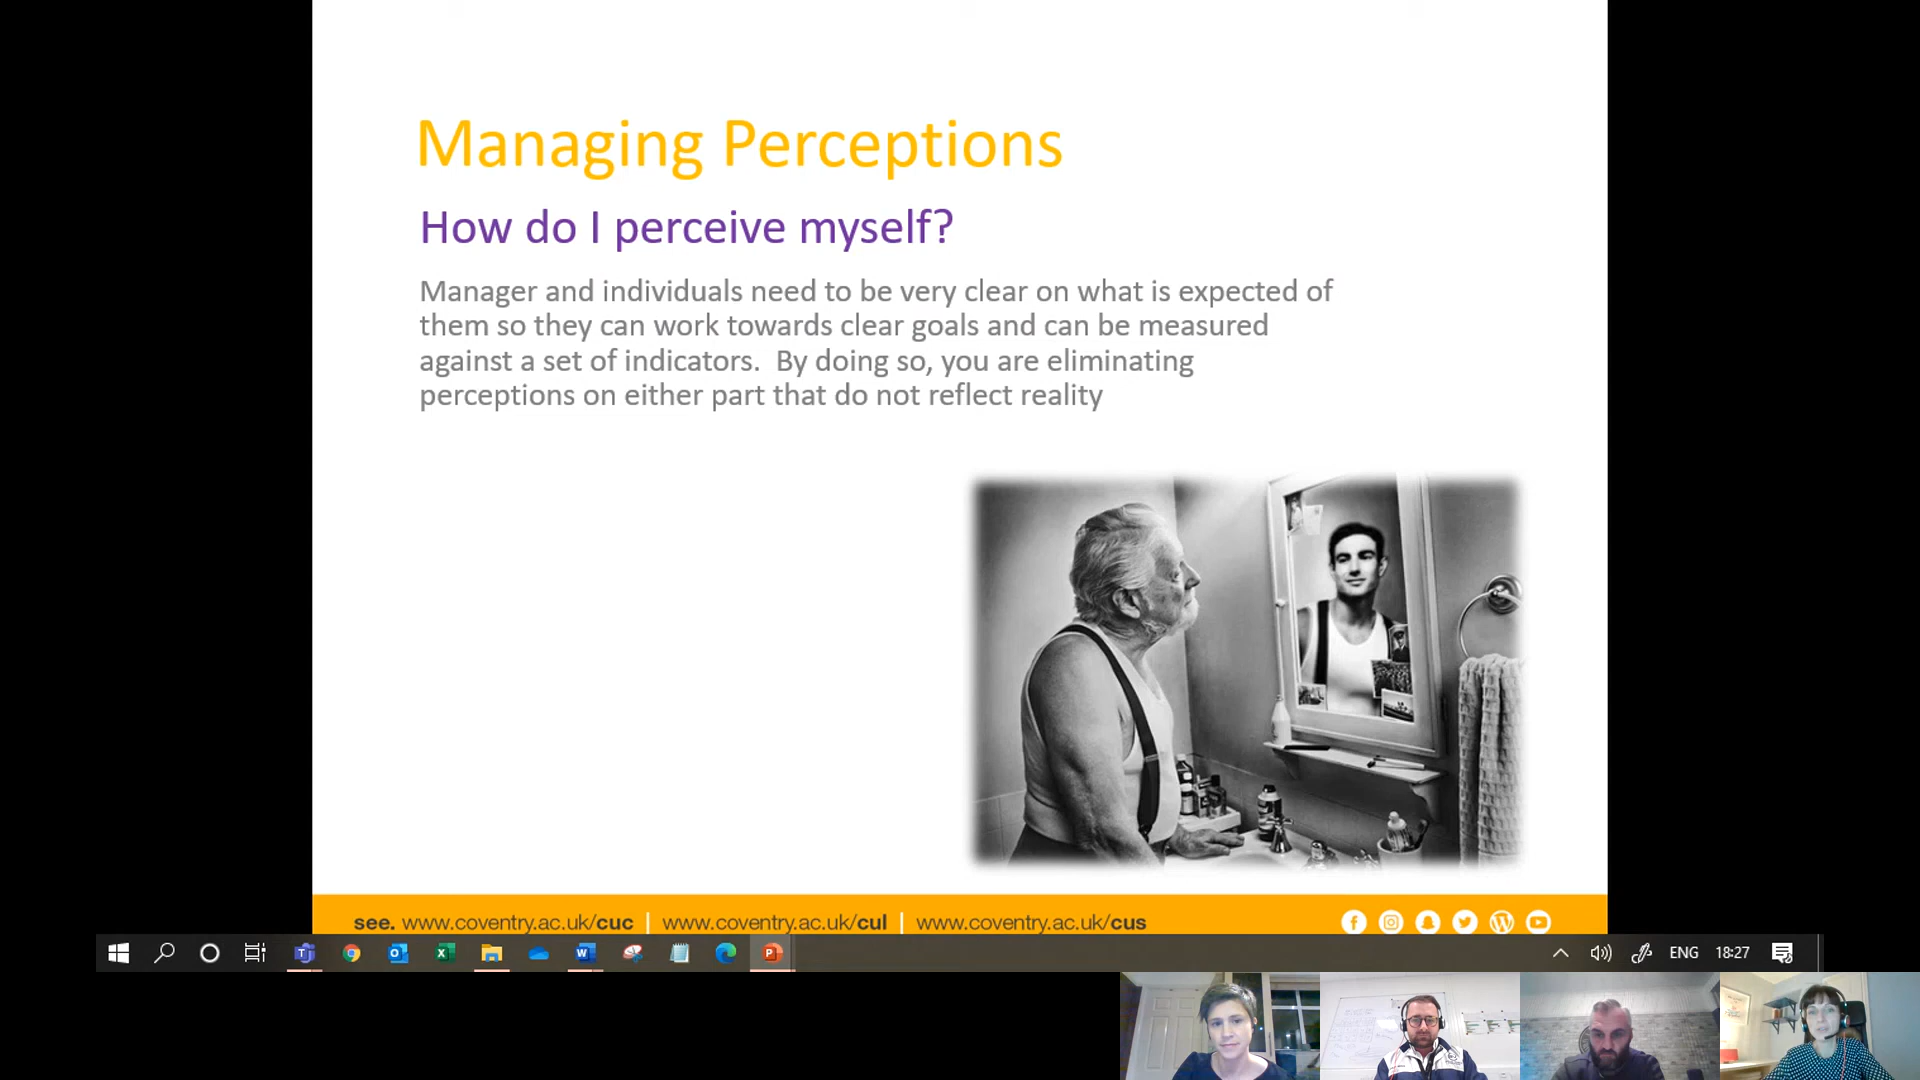 Managing Perceptions
How do I perceive myself?
Manager and individuals need to be very clear on what is expected of
them so they can work towards clear goals and can be measured
against a set of indicators.  By doing so, you are eliminating
perceptions on either part that do not reflect reality
see. www.coventry.ac.uk/cuc | www.coventry.ac.uk/cul | www.coventry.ac.uk/cus
ENG 18:27